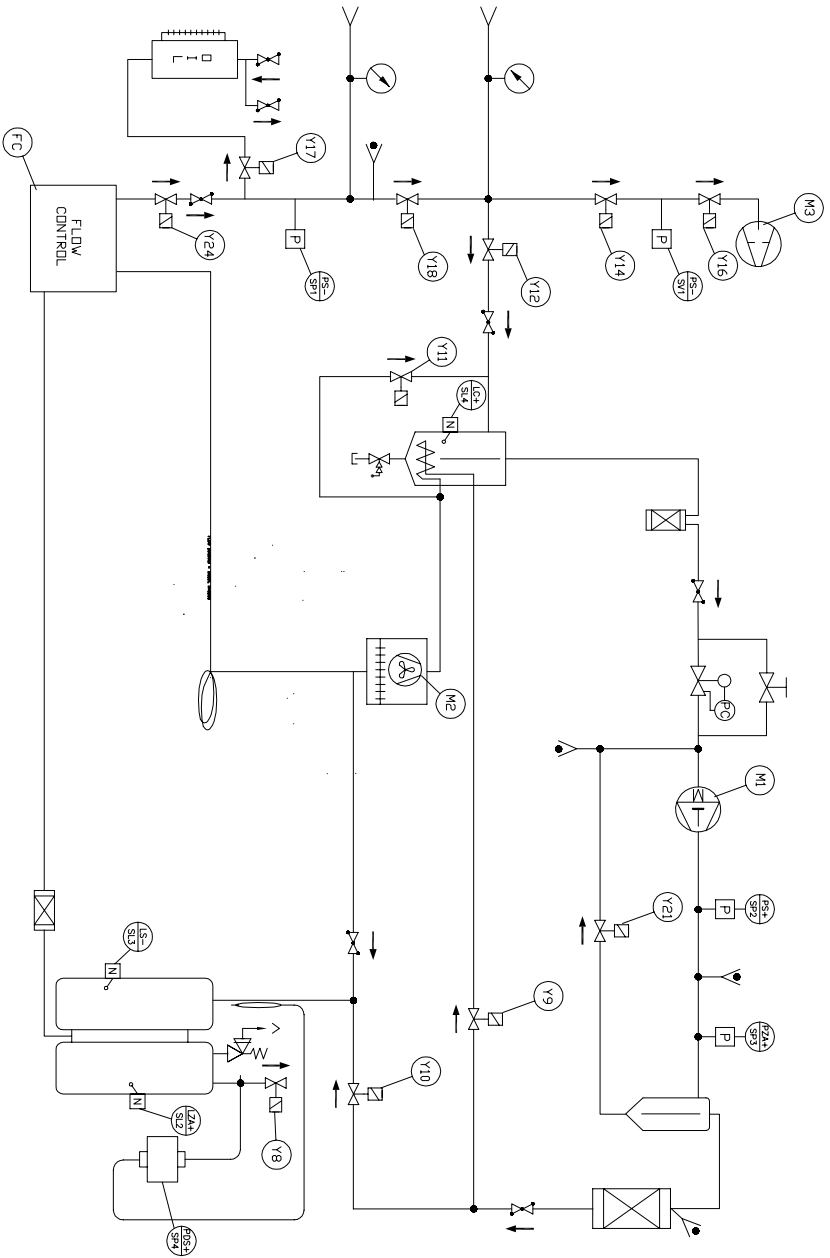 M3
M1
PS+
SP2
PZA+
SP3
Y16
PC
P
P
PS-
SV1
P
Y21
Y14
Y9
Y12
LC+
SL4
N
M2
Y11
Y18
Y10
PS-
SP1
Y17
P
Y8
Y24
OIL
LZA+
SL2
PDS+
SP4
N
LS-
SL3
N
FLOW
CONTROL
FC